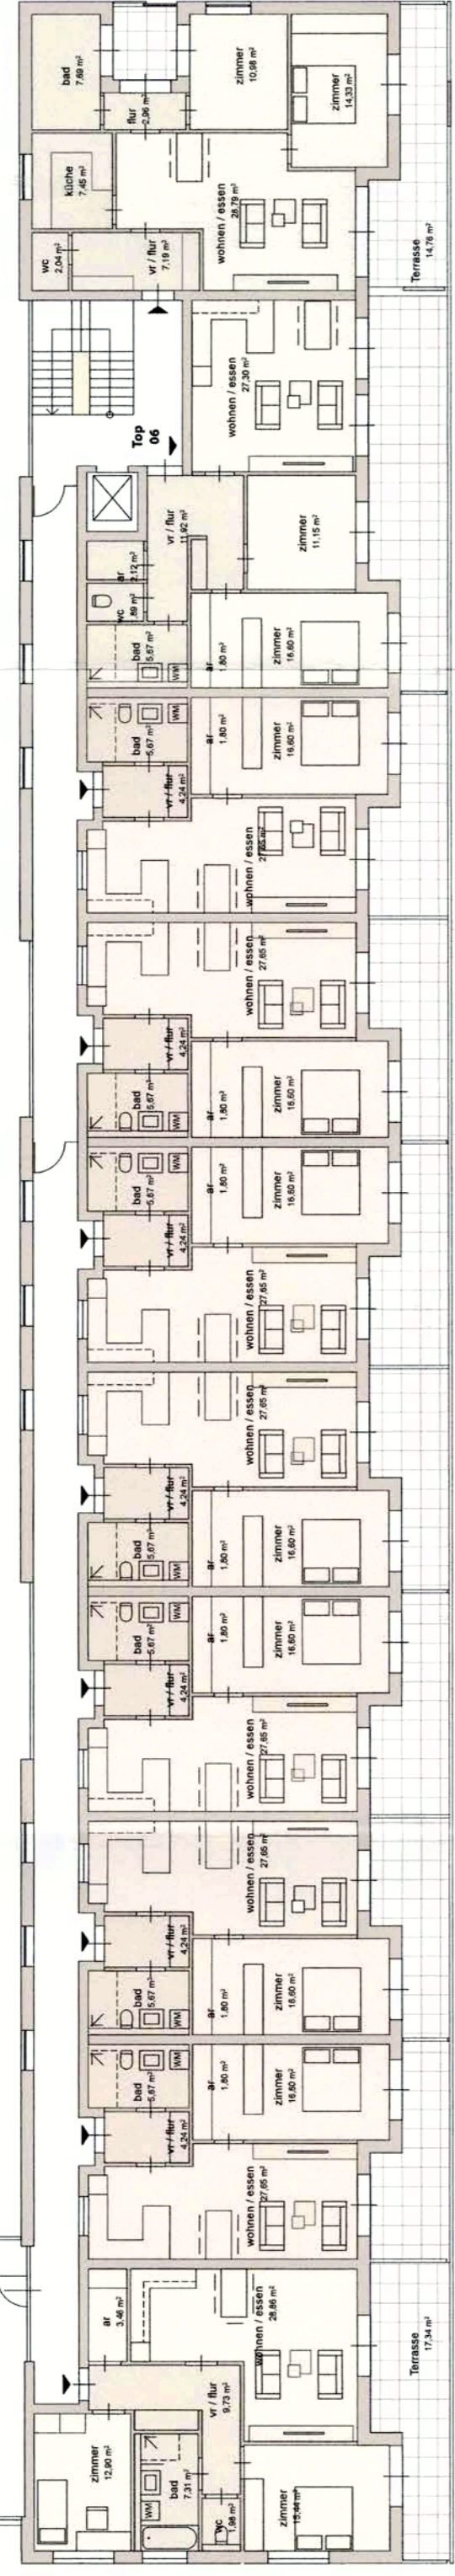 bad
7,69 m²
flur
2,96 m²
zimmer
10,98 m²
zimmer
14,33 m²
küche
7,45 m²
wohnen / essen
28,79 m²
wc
2,04 m²
vr / flur
7,19 m²
Terrasse
14,76 m²
Top
06
wohnen / essen
27,30 m²
vr / flur
11,92 m²
zimmer
11,15 m²
ar
2,12 m²
wc
,89 m²
bad
5,67 m²
WM
ar
1,80 m²
zimmer
16,60 m²
bad
5,67 m²
WM
ar
1,80 m²
zimmer
16,60 m²
vr / flur
4,24 m²
wohnen / essen
27,65 m²
wohnen / essen
27,65 m²
vr / flur
4,24 m²
bad
5,67 m²
WM
ar
1,80 m²
zimmer
16,60 m²
bad
5,67 m²
WM
ar
1,80 m²
zimmer
16,60 m²
vr / flur
4,24 m²
wohnen / essen
27,65 m²
wohnen / essen
27,65 m²
vr / flur
4,24 m²
bad
5,67 m²
WM
ar
1,80 m²
zimmer
16,60 m²
bad
5,67 m²
WM
ar
1,80 m²
zimmer
16,60 m²
vr / flur
4,24 m²
wohnen / essen
27,65 m²
wohnen / essen
27,65 m²
vr / flur
4,24 m²
bad
5,67 m²
WM
ar
1,80 m²
zimmer
16,60 m²
bad
5,67 m²
WM
ar
1,80 m²
zimmer
16,60 m²
vr / flur
4,24 m²
wohnen / essen
27,65 m²
ar
3,46 m²
wohnen / essen
28,86 m²
vr / flur
9,73 m²
Terrasse
17,34 m²
zimmer
12,90 m²
WM
bad
7,31 m²
wc
1,98 m²
zimmer
15,44 m²